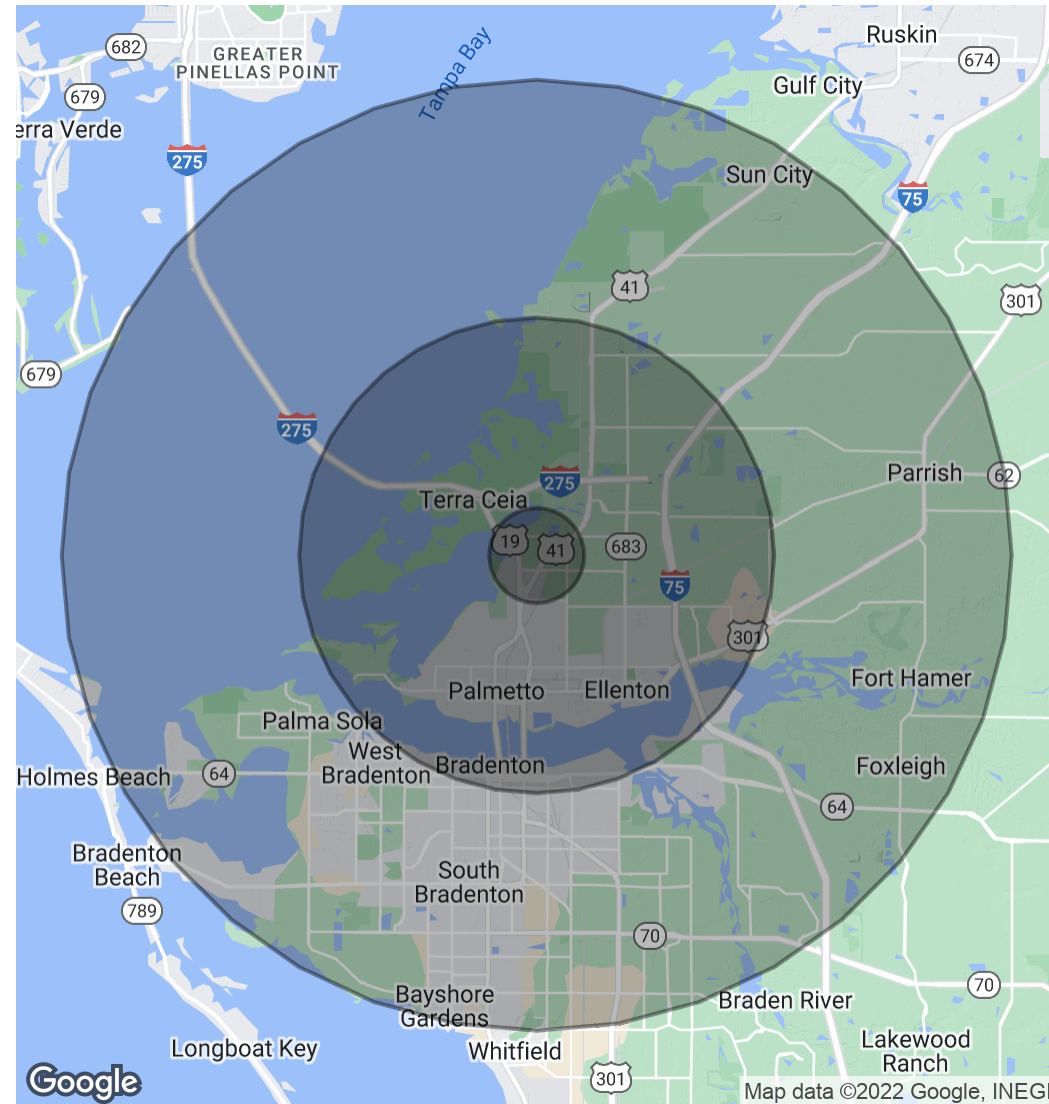 682
GREATER
PINELLAS POINT
Tampa Bay
Ruskin
674
679
Gulf City
erra Verde
275
Sun City
75
41
301
679
275
Parrish
62
275
Terra Ceia
19
41
683
75
301
Fort Hamer
Palmetto
Ellenton
Palma Sola
West
Bradenton
Bradenton
Holmes Beach
64
Foxleigh
64
Bradenton
Beach
South
Bradenton
789
70
Bayshore
Gardens
Braden River
70
Longboat Key
Whitfield
Lakewood
Ranch
301
Google
Map data ©2022 Google, INEGI